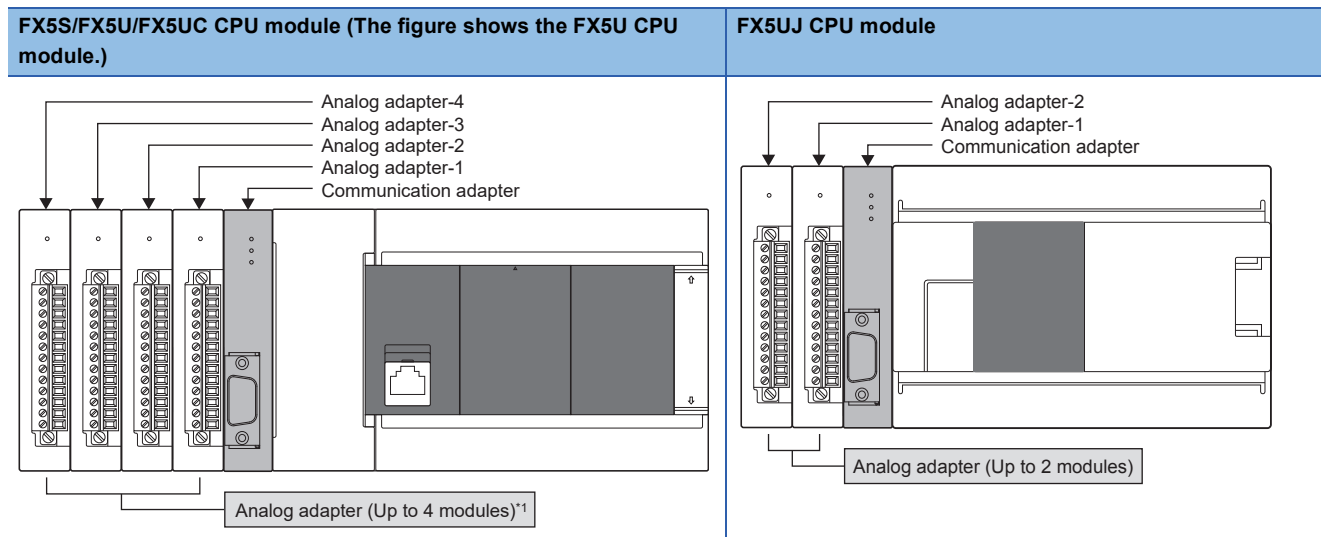 FX5S/FX5U/FX5UC CPU module (The figure shows the FX5U CPU
module.)
FX5UJ CPU module
Analog adapter-4
Analog adapter-3
Analog adapter-2
Analog adapter-1
Communication adapter
Analog adapter (Up to 4 modules)*1
Analog adapter-2
Analog adapter-1
Communication adapter
Analog adapter (Up to 2 modules)